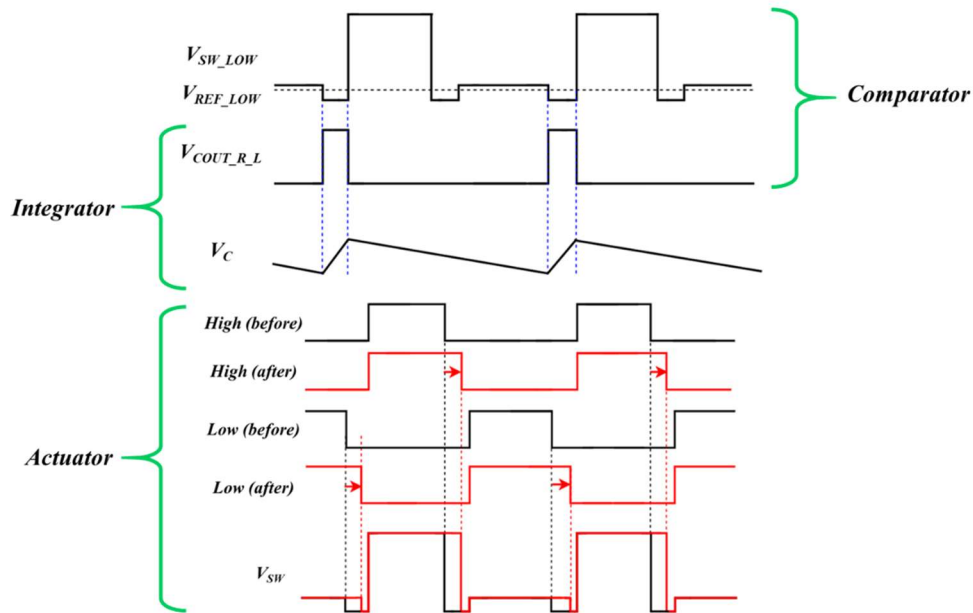 V_SW_LOW
V_REF_LOW
Comparator
V_COUT_R_L
Integrator
V_C
High (before)
High (after)
Low (before)
Actuator
Low (after)
V_SW